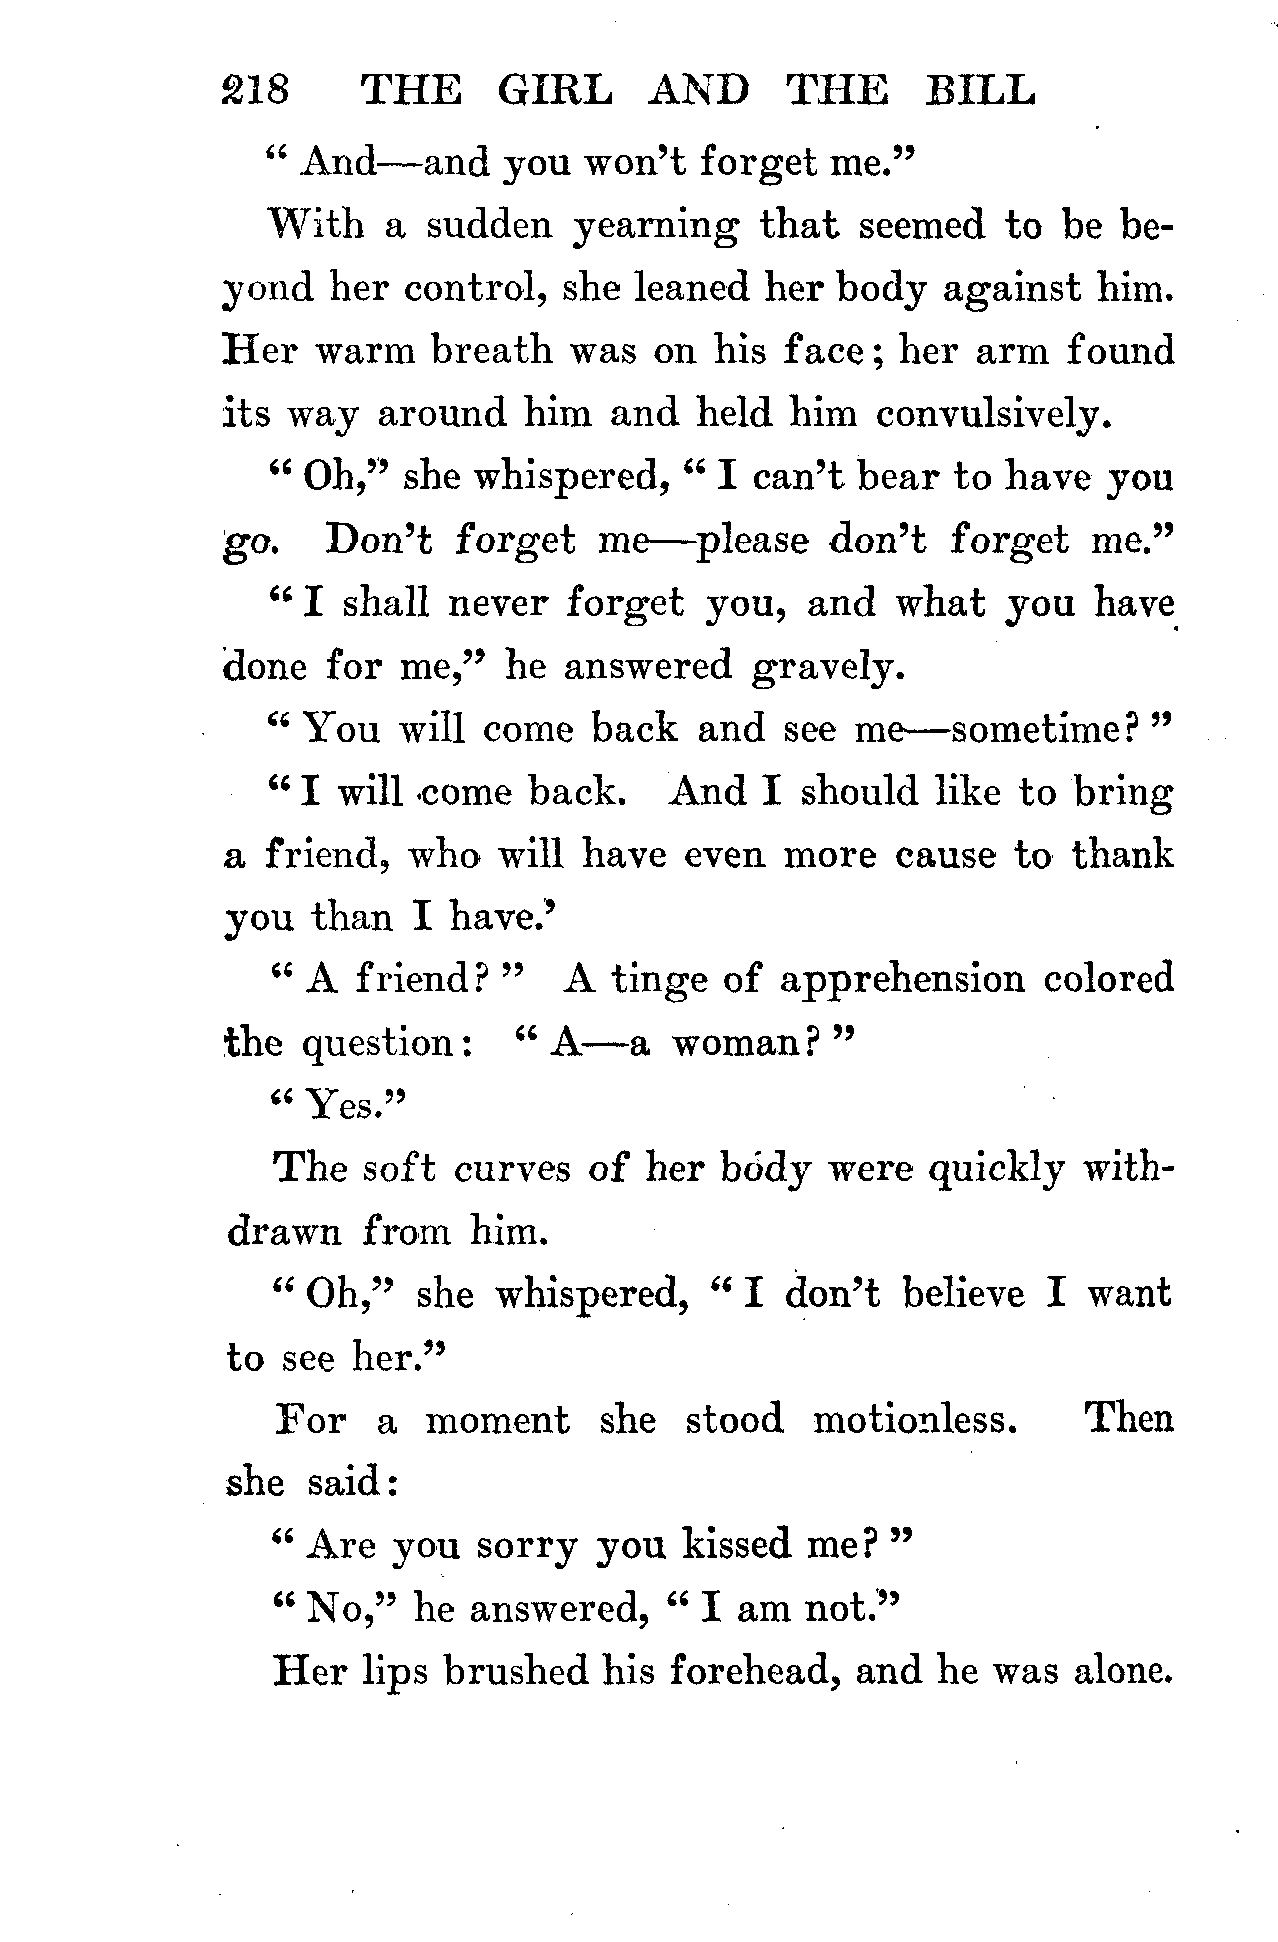 218 THE GIRL AND THE BILL
“ And—and you won’t forget me.”
With a sudden yearning that seemed to be be-
yond her control, she leaned her body against him.
Her warm breath was on his face; her arm found
its way around him and held him convulsively.
“ Oh,” she whispered, “ I can’t bear to have you
go. Don’t forget me—please don’t forget me.”
“ I shall never forget you, and what you have
done for me,” he answered gravely.
“ You will come back and see me—sometime? ”
“ I will come back. And I should like to bring
a friend, who will have even more cause to thank
you than I have.’
“ A friend? ” A tinge of apprehension colored
the question: “ A—a woman? ”
“ Yes.”
The soft curves of her body were quickly with-
drawn from him.
“ Oh,” she whispered, “ I don’t believe I want
to see her.”
For a moment she stood motionless. Then
she said:
“ Are you sorry you kissed me? ”
“ No,” he answered, “ I am not.”
Her lips brushed his forehead, and he was alone.